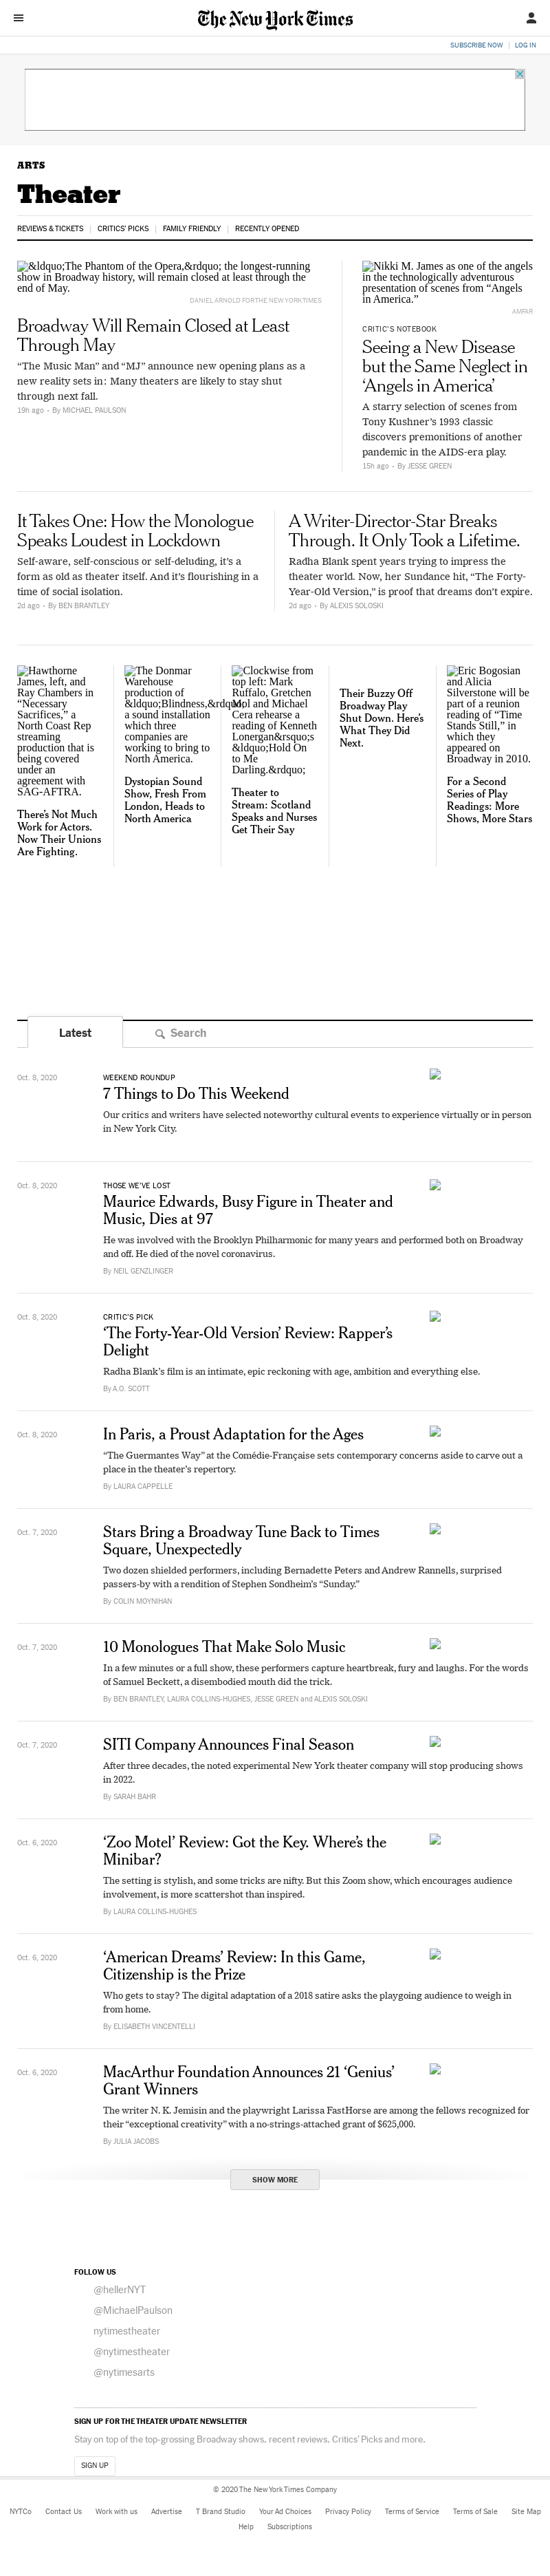 The New York Times
SUBSCRIBE NOW
LOG IN
ARTS
Theater
REVIEWS & TICKETS
CRITICS' PICKS
FAMILY FRIENDLY
RECENTLY OPENED
&ldquo;The Phantom of the Opera,&rdquo; the longest-running
show in Broadway history, will remain closed at least through the
end of May.
DANIEL ARNOLD FOR THE NEW YORK TIMES
Broadway Will Remain Closed at Least
Through May
“The Music Man” and “MJ” announce new opening plans as a
new reality sets in: Many theaters are likely to stay shut
through next fall.
19h ago • By MICHAEL PAULSON
Nikki M. James as one of the angels
in the technologically adventurous
presentation of scenes from “Angels
in America.”
AMFAR
CRITIC’S NOTEBOOK
Seeing a New Disease
but the Same Neglect in
‘Angels in America’
A starry selection of scenes from
Tony Kushner’s 1993 classic
discovers premonitions of another
pandemic in the AIDS-era play.
15h ago • By JESSE GREEN
It Takes One: How the Monologue
Speaks Loudest in Lockdown
Self-aware, self-conscious or self-deluding, it’s a
form as old as theater itself. And it’s flourishing in a
time of social isolation.
2d ago • By BEN BRANTLEY
A Writer-Director-Star Breaks
Through. It Only Took a Lifetime.
Radha Blank spent years trying to impress the
theater world. Now, her Sundance hit, “The Forty-
Year-Old Version,” is proof that dreams don’t expire.
2d ago • By ALEXIS SOLOSKI
Hawthorne
James, left, and
Ray Chambers in
“Necessary
Sacrifices,” a
North Coast Rep
streaming
production that is
being covered
under an
agreement with
SAG-AFTRA.
There’s Not Much
Work for Actors.
Now Their Unions
Are Fighting.
The Donmar
Warehouse
production of
&ldquo;Blindness,&rdquo;
a sound installation
which three
companies are
working to bring to
North America.
Dystopian Sound
Show, Fresh From
London, Heads to
North America
Clockwise from
top left: Mark
Ruffalo, Gretchen
Mol and Michael
Cera rehearse a
reading of Kenneth
Lonergan&rsquo;s
&ldquo;Hold On
to Me
Darling.&rdquo;
Theater to
Stream: Scotland
Speaks and Nurses
Get Their Say
Their Buzzy Off
Broadway Play
Shut Down. Here’s
What They Did
Next.
Eric Bogosian
and Alicia
Silverstone will be
part of a reunion
reading of “Time
Stands Still,” in
which they
appeared on
Broadway in 2010.
For a Second
Series of Play
Readings: More
Shows, More Stars
Latest
Search
Oct. 8, 2020
WEEKEND ROUNDUP
7 Things to Do This Weekend
Our critics and writers have selected noteworthy cultural events to experience virtually or in person
in New York City.
Oct. 8, 2020
THOSE WE’VE LOST
Maurice Edwards, Busy Figure in Theater and
Music, Dies at 97
He was involved with the Brooklyn Philharmonic for many years and performed both on Broadway
and off. He died of the novel coronavirus.
By NEIL GENZLINGER
Oct. 8, 2020
CRITIC’S PICK
‘The Forty-Year-Old Version’ Review: Rapper’s
Delight
Radha Blank’s film is an intimate, epic reckoning with age, ambition and everything else.
By A.O. SCOTT
Oct. 8, 2020
In Paris, a Proust Adaptation for the Ages
“The Guermantes Way” at the Comédie-Française sets contemporary concerns aside to carve out a
place in the theater’s repertory.
By LAURA CAPPELLE
Oct. 7, 2020
Stars Bring a Broadway Tune Back to Times
Square, Unexpectedly
Two dozen shielded performers, including Bernadette Peters and Andrew Rannells, surprised
passers-by with a rendition of Stephen Sondheim’s “Sunday.”
By COLIN MOYNIHAN
Oct. 7, 2020
10 Monologues That Make Solo Music
In a few minutes or a full show, these performers capture heartbreak, fury and laughs. For the words
of Samuel Beckett, a disembodied mouth did the trick.
By BEN BRANTLEY, LAURA COLLINS-HUGHES, JESSE GREEN and ALEXIS SOLOSKI
Oct. 7, 2020
SITI Company Announces Final Season
After three decades, the noted experimental New York theater company will stop producing shows
in 2022.
By SARAH BAHR
Oct. 6, 2020
‘Zoo Motel’ Review: Got the Key. Where’s the
Minibar?
The setting is stylish, and some tricks are nifty. But this Zoom show, which encourages audience
involvement, is more scattershot than inspired.
By LAURA COLLINS-HUGHES
Oct. 6, 2020
‘American Dreams’ Review: In this Game,
Citizenship is the Prize
Who gets to stay? The digital adaptation of a 2018 satire asks the playgoing audience to weigh in
from home.
By ELISABETH VINCENTELLI
Oct. 6, 2020
MacArthur Foundation Announces 21 ‘Genius’
Grant Winners
The writer N. K. Jemisin and the playwright Larissa FastHorse are among the fellows recognized for
their “exceptional creativity” with a no-strings-attached grant of $625,000.
By JULIA JACOBS
SHOW MORE
FOLLOW US
@hellerNYT
@MichaelPaulson
nytimestheater
@nytimestheater
@nytimesarts
SIGN UP FOR THE THEATER UPDATE NEWSLETTER
Stay on top of the top-grossing Broadway shows, recent reviews, Critics’ Picks and more.
SIGN UP
© 2020 The New York Times Company
NYTCo
Contact Us
Work with us
Advertise
T Brand Studio
Your Ad Choices
Privacy Policy
Terms of Service
Terms of Sale
Site Map
Help
Subscriptions